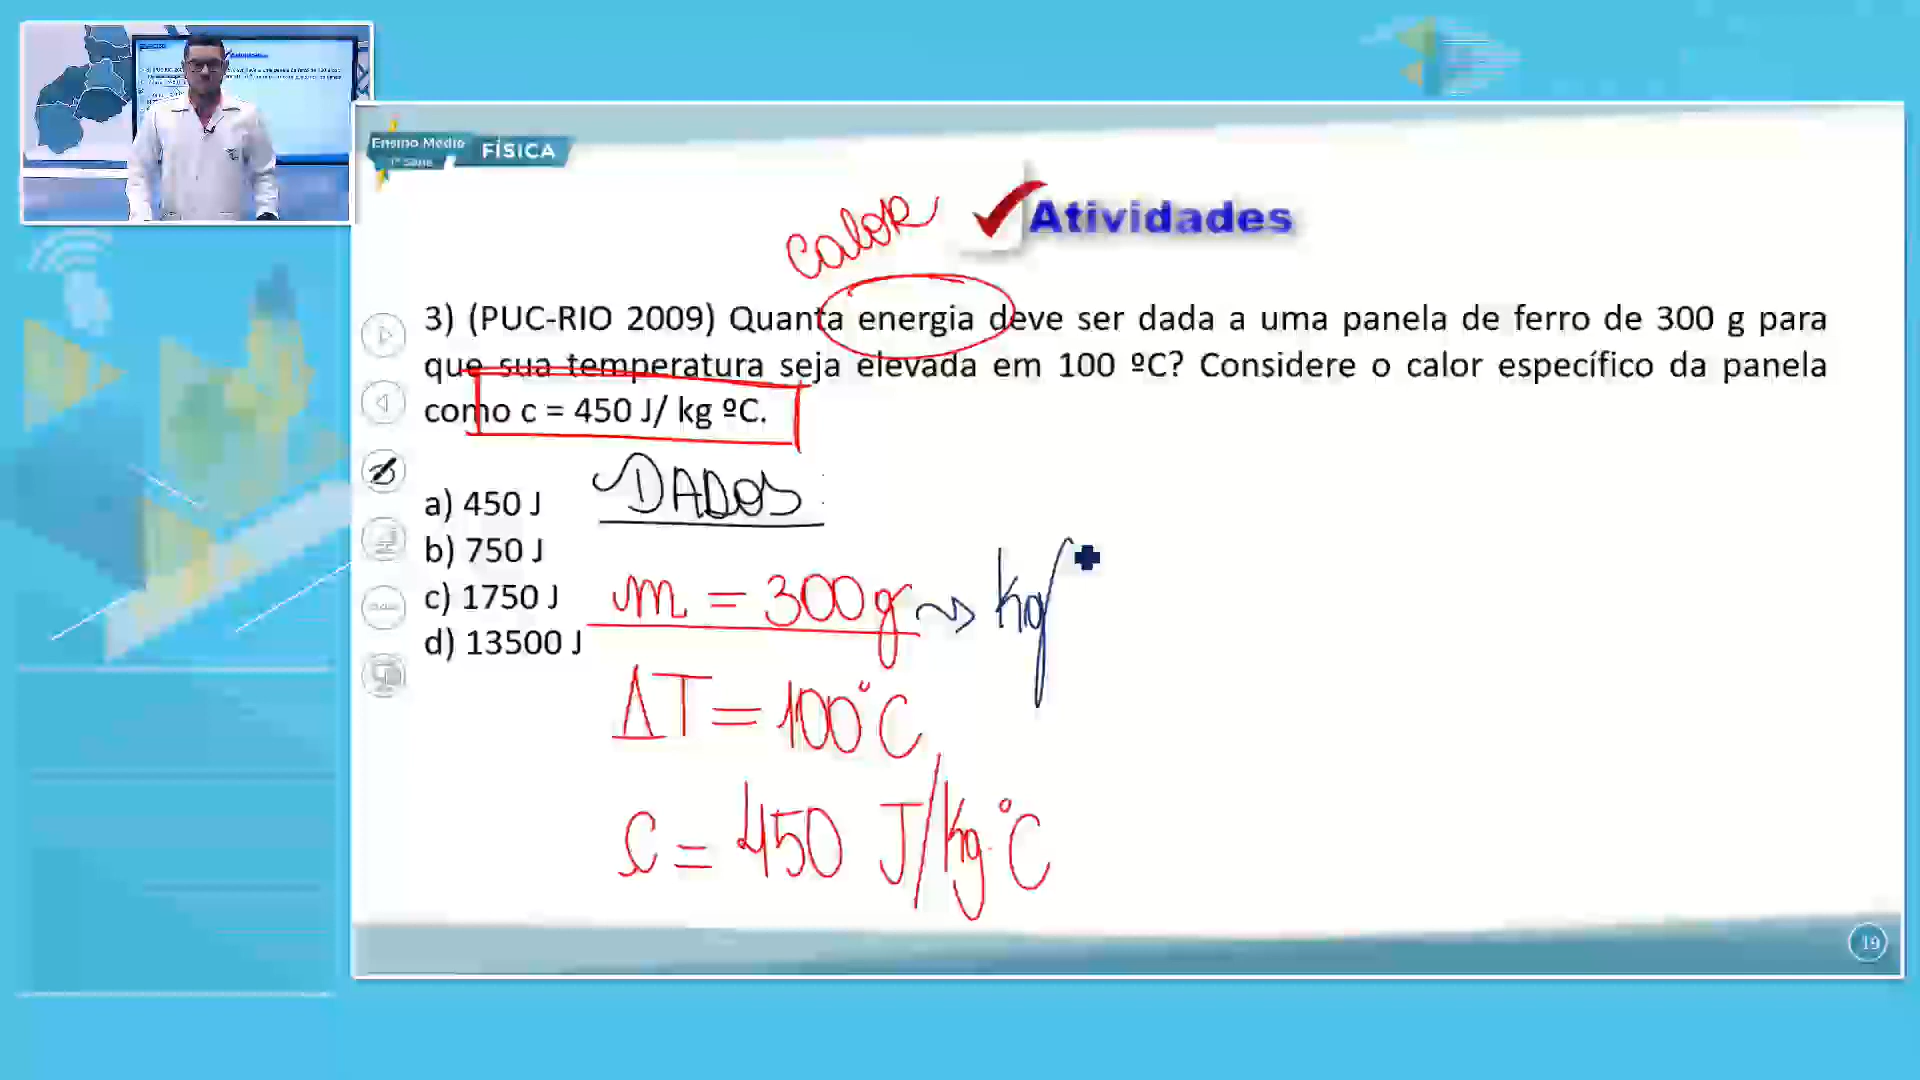 Ensino Médio
1ª Série
FÍSICA
calor
Atividades
3) (PUC-RIO 2009) Quanta energia deve ser dada a uma panela de ferro de 300 g para
que sua temperatura seja elevada em 100 ºC? Considere o calor específico da panela
como c = 450 J/ kg ºC.
DADOS:
a) 450 J
b) 750 J
c) 1750 J
d) 13500 J
m = 300g → kg
ΔT = 100°C
c = 450 J/kg.°C
19